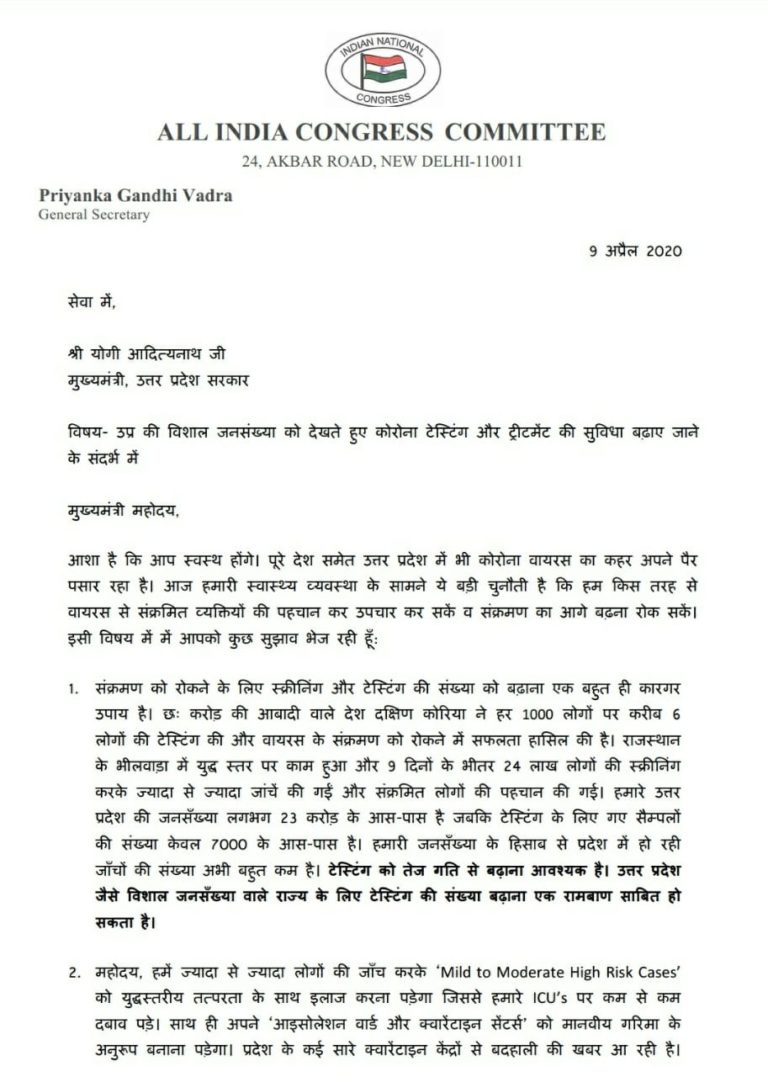 INDIAN NATIONAL
CONGRESS
ALL INDIA CONGRESS COMMITTEE
24, AKBAR ROAD, NEW DELHI-110011
Priyanka Gandhi Vadra
General Secretary
9 अप्रैल 2020
सेवा में,
श्री योगी आदित्यनाथ जी
मुख्यमंत्री, उत्तर प्रदेश सरकार
विषय- उप्र की विशाल जनसंख्या को देखते हुए कोरोना टेस्टिंग और ट्रीटमेंट की सुविधा बढ़ाए जाने
के संदर्भ में
मुख्यमंत्री महोदय,
आशा है कि आप स्वस्थ होंगे। पूरे देश समेत उत्तर प्रदेश में भी कोरोना वायरस का कहर अपने पैर
पसार रहा है। आज हमारी स्वास्थ्य व्यवस्था के सामने ये बड़ी चुनौती है कि हम किस तरह से
वायरस से संक्रमित व्यक्तियों की पहचान कर उपचार कर सकें व संक्रमण का आगे बढ़ना रोक सकें।
इसी विषय में में आपको कुछ सुझाव भेज रही हूँः
1. संक्रमण को रोकने के लिए स्क्रीनिंग और टेस्टिंग की संख्या को बढ़ाना एक बहुत ही कारगर
उपाय है। छः करोड़ की आबादी वाले देश दक्षिण कोरिया ने हर 1000 लोगों पर करीब 6
लोगों की टेस्टिंग की और वायरस के संक्रमण को रोकने में सफलता हासिल की है। राजस्थान
के भीलवाड़ा में युद्ध स्तर पर काम हुआ और 9 दिनों के भीतर 24 लाख लोगों की स्क्रीनिंग
करके ज्यादा से ज्यादा जांचें की गईं और संक्रमित लोगों की पहचान की गई। हमारे उत्तर
प्रदेश की जनसँख्या लगभग 23 करोड़ के आस-पास है जबकि टेस्टिंग के लिए गए सैम्पलों
की संख्या केवल 7000 के आस-पास है। हमारी जनसँख्या के हिसाब से प्रदेश में हो रही
जाँचों की संख्या अभी बहुत कम है। टेस्टिंग को तेज गति से बढ़ाना आवश्यक है। उत्तर प्रदेश
जैसे विशाल जनसँख्या वाले राज्य के लिए टेस्टिंग की संख्या बढ़ाना एक रामबाण साबित हो
सकता है।
2. महोदय, हमें ज्यादा से ज्यादा लोगों की जाँच करके ‘Mild to Moderate High Risk Cases’
को युद्धस्तरीय तत्परता के साथ इलाज करना पड़ेगा जिससे हमारे ICU’s पर कम से कम
दबाव पड़े। साथ ही अपने ‘आइसोलेशन वार्ड और क्वारेंटाइन सेंटर्स’ को मानवीय गरिमा के
अनुरूप बनाना पड़ेगा। प्रदेश के कई सारे क्वारेंटाइन केंद्रों से बदहाली की खबर आ रही है।